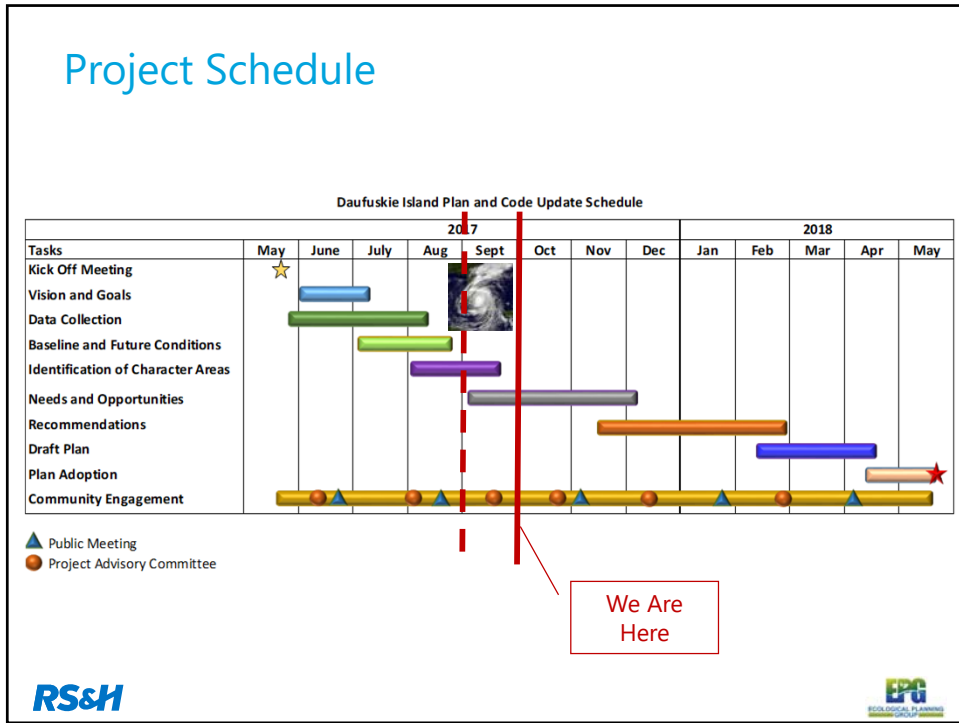 Project Schedule
Daufuskie Island Plan and Code Update Schedule
2017 2018
Tasks May June July Aug Sept Oct Nov Dec Jan Feb Mar Apr May
Kick Off Meeting
Vision and Goals
Data Collection
Baseline and Future Conditions
Identification of Character Areas
Needs and Opportunities
Recommendations
Draft Plan
Plan Adoption
Community Engagement
Public Meeting
Project Advisory Committee
We Are
Here
RS&H
EPG
ECOLOGICAL PLANNING
GROUP